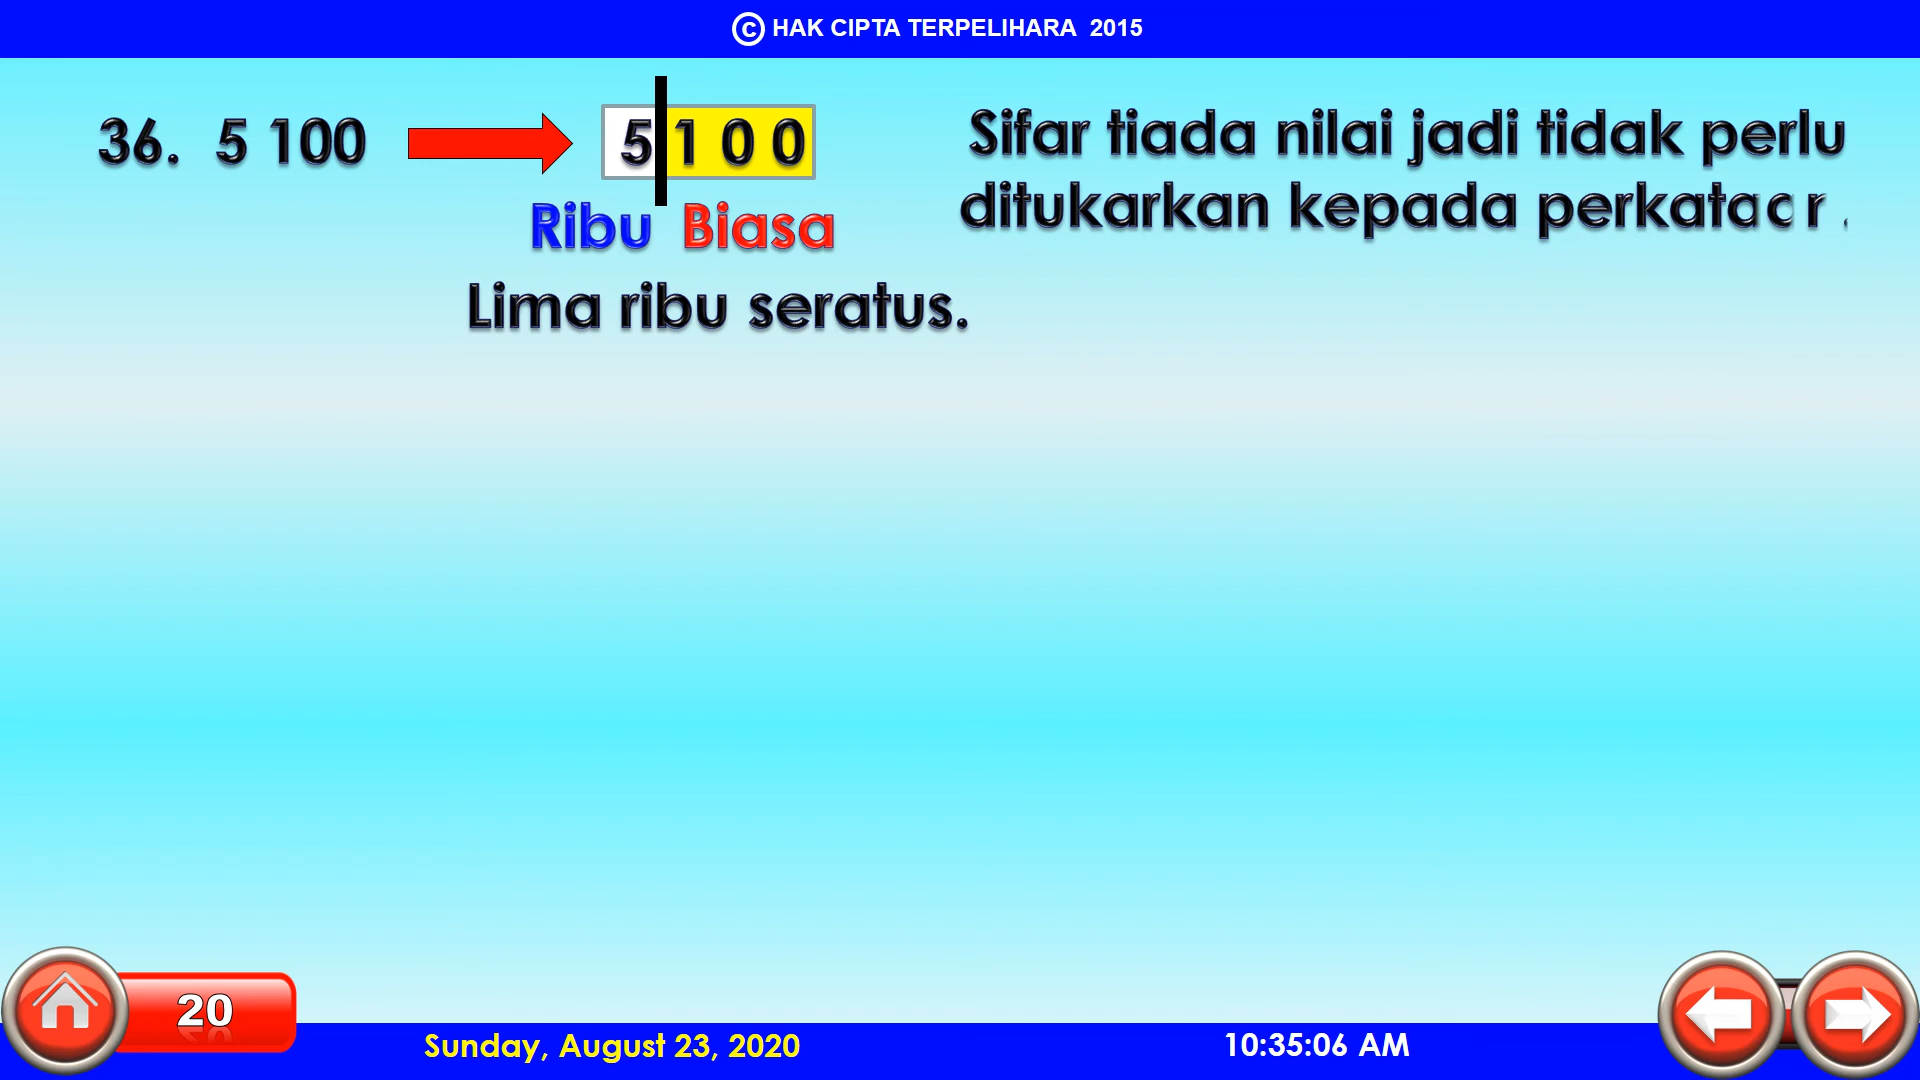 © HAK CIPTA TERPELIHARA 2015
36. 5 100
5 1 0 0
Sifar tiada nilai jadi tidak perlu
ditukarkan kepada
Ribu Biasa
Lima ribu seratus.
20
Sunday, August 23, 2020
10:35:06 AM